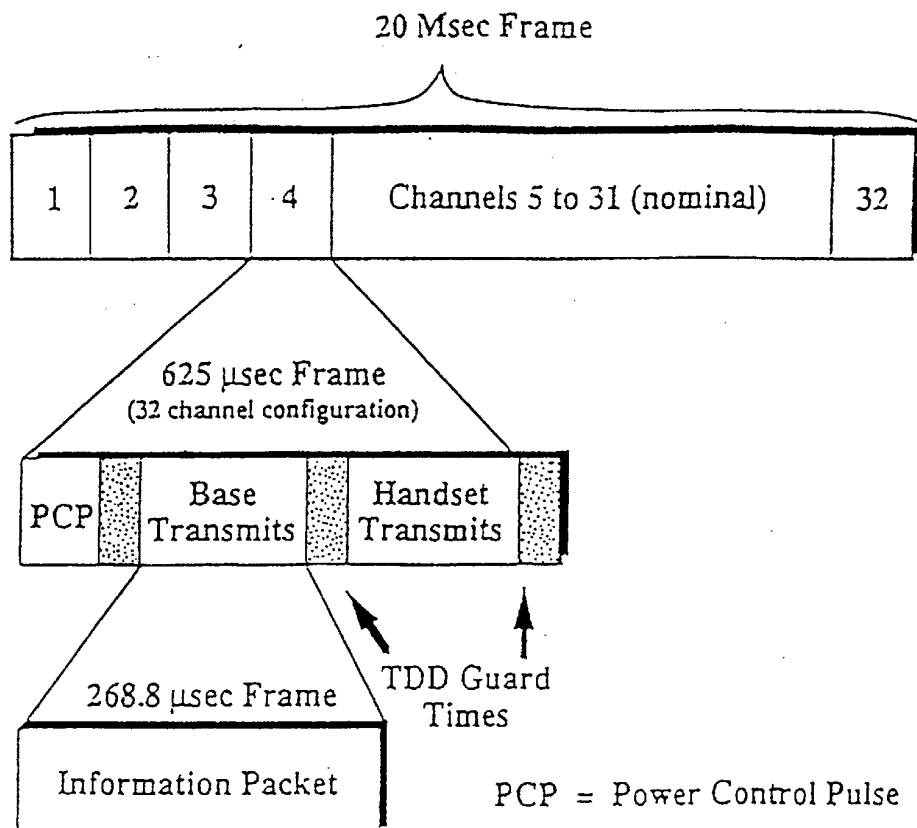 20 Msec Frame
1 2 3 4 Channels 5 to 31 (nominal) 32
625 μsec Frame
(32 channel configuration)
PCP
Base
Transmits
Handset
Transmits
TDD Guard
Times
268.8 μsec Frame
Information Packet
PCP = Power Control Pulse